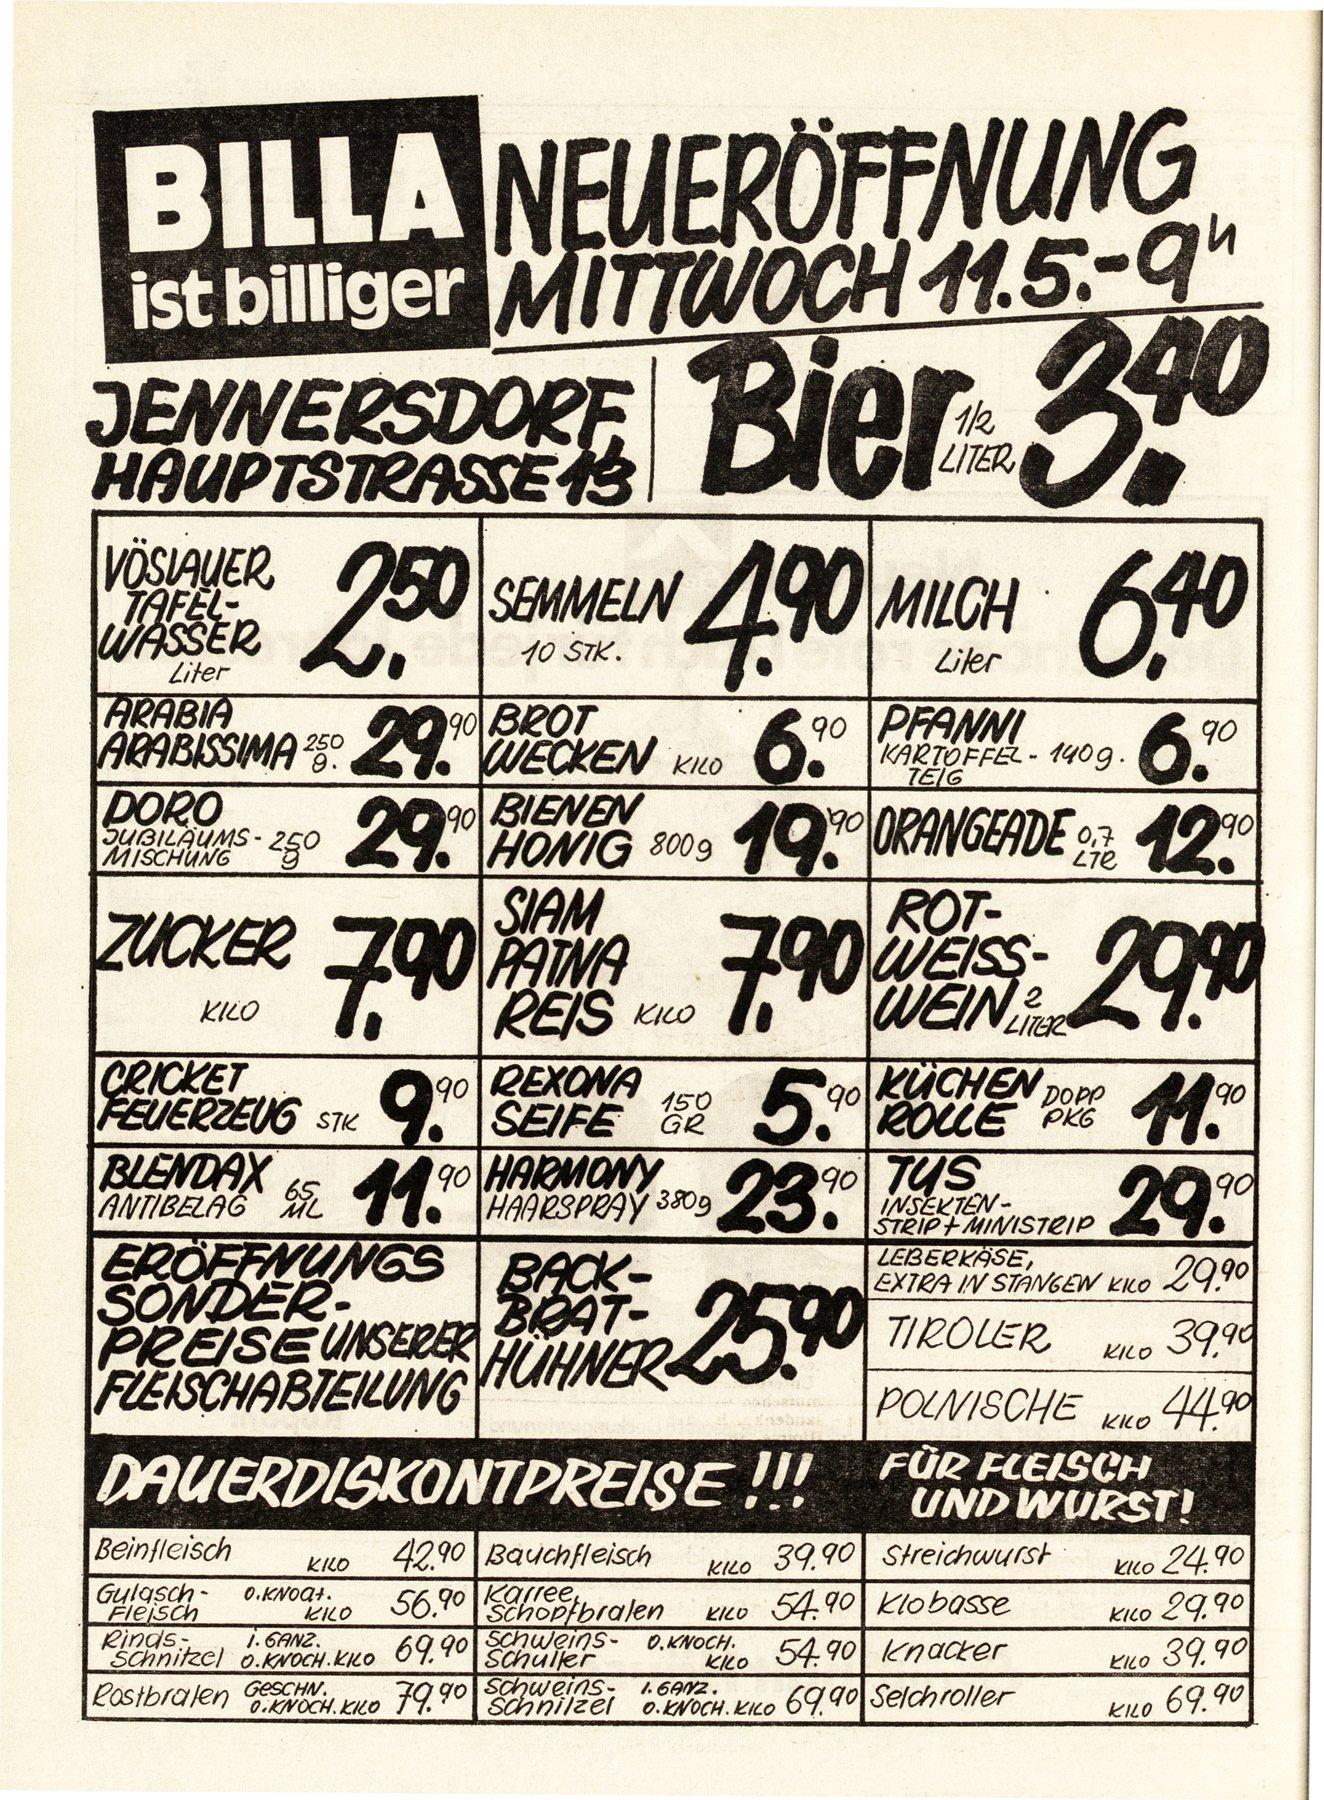 BILLA
ist billiger
NEUERÖFFNUNG
MITTWOCH 11.5.-9h
JENNERSDORF,
HAUPTSTRASSE 13
Bier 1/2 LITER 3.40
VÖSLAUER
TAFEL-
WASSER
Liter
2.50
SEMMELN
10 STK.
4.90
MILCH
Liter
6.40
ARABIA
ARABISSIMA 250 g. 29.90
BROT
WECKEN KILO 6.90
PFANNI
KARTOFFEL- 140g.
TEIG
6.90
DORO
JUBILÄUMS- 250 g
MISCHUNG
29.90
BIENEN
HONIG 800g 19.90
ORANGEADE 0,7 LTR 12.90
ZUCKER
KILO
7.90
SIAM
PATNA
REIS KILO
7.90
ROT-
WEISS-
WEIN 2 LITER
29.90
CRICKET
FEUERZEUG STK 9.90
REXONA
SEIFE 150 GR 5.90
KÜCHEN
ROLLE DOPP PKG 11.90
BLENDAX
ANTIBELAG 65 ML 11.90
HARMONY
HAARSPRAY 380g 23.90
TUS
INSEKTEN-
STRIP + MINISTRIP
29.90
ERÖFFNUNGS
SONDER-
PREISE UNSERER
FLEISCHABTEILUNG
BACK-
BRAT-
HÜHNER 25.90
LEBERKÄSE,
EXTRA IN STANGEN KILO 29.90
TIROLER KILO 39.90
POLNISCHE KILO 44.90
DAUERDISKONTPREISE!!!
FÜR FLEISCH
UND WURST!
Beinfleisch KILO 42.90
Bauchfleisch KILO 39.90
Streichwurst KILO 24.90
Gulasch- O.KNOCH.
Fleisch KILO 56.90
Karree,
Schopfbraten KILO 54.90
Klobasse KILO 29.90
Rinds- I.GANZ.
Schnitzel O.KNOCH. KILO 69.90
Schweins- O.KNOCH.
Schulter KILO 54.90
Knacker KILO 39.90
Rostbraten GESCHN.
O.KNOCH. KILO 79.90
Schweins- I.GANZ.
Schnitzel O.KNOCH. KILO 69.90
Selchroller KILO 69.90